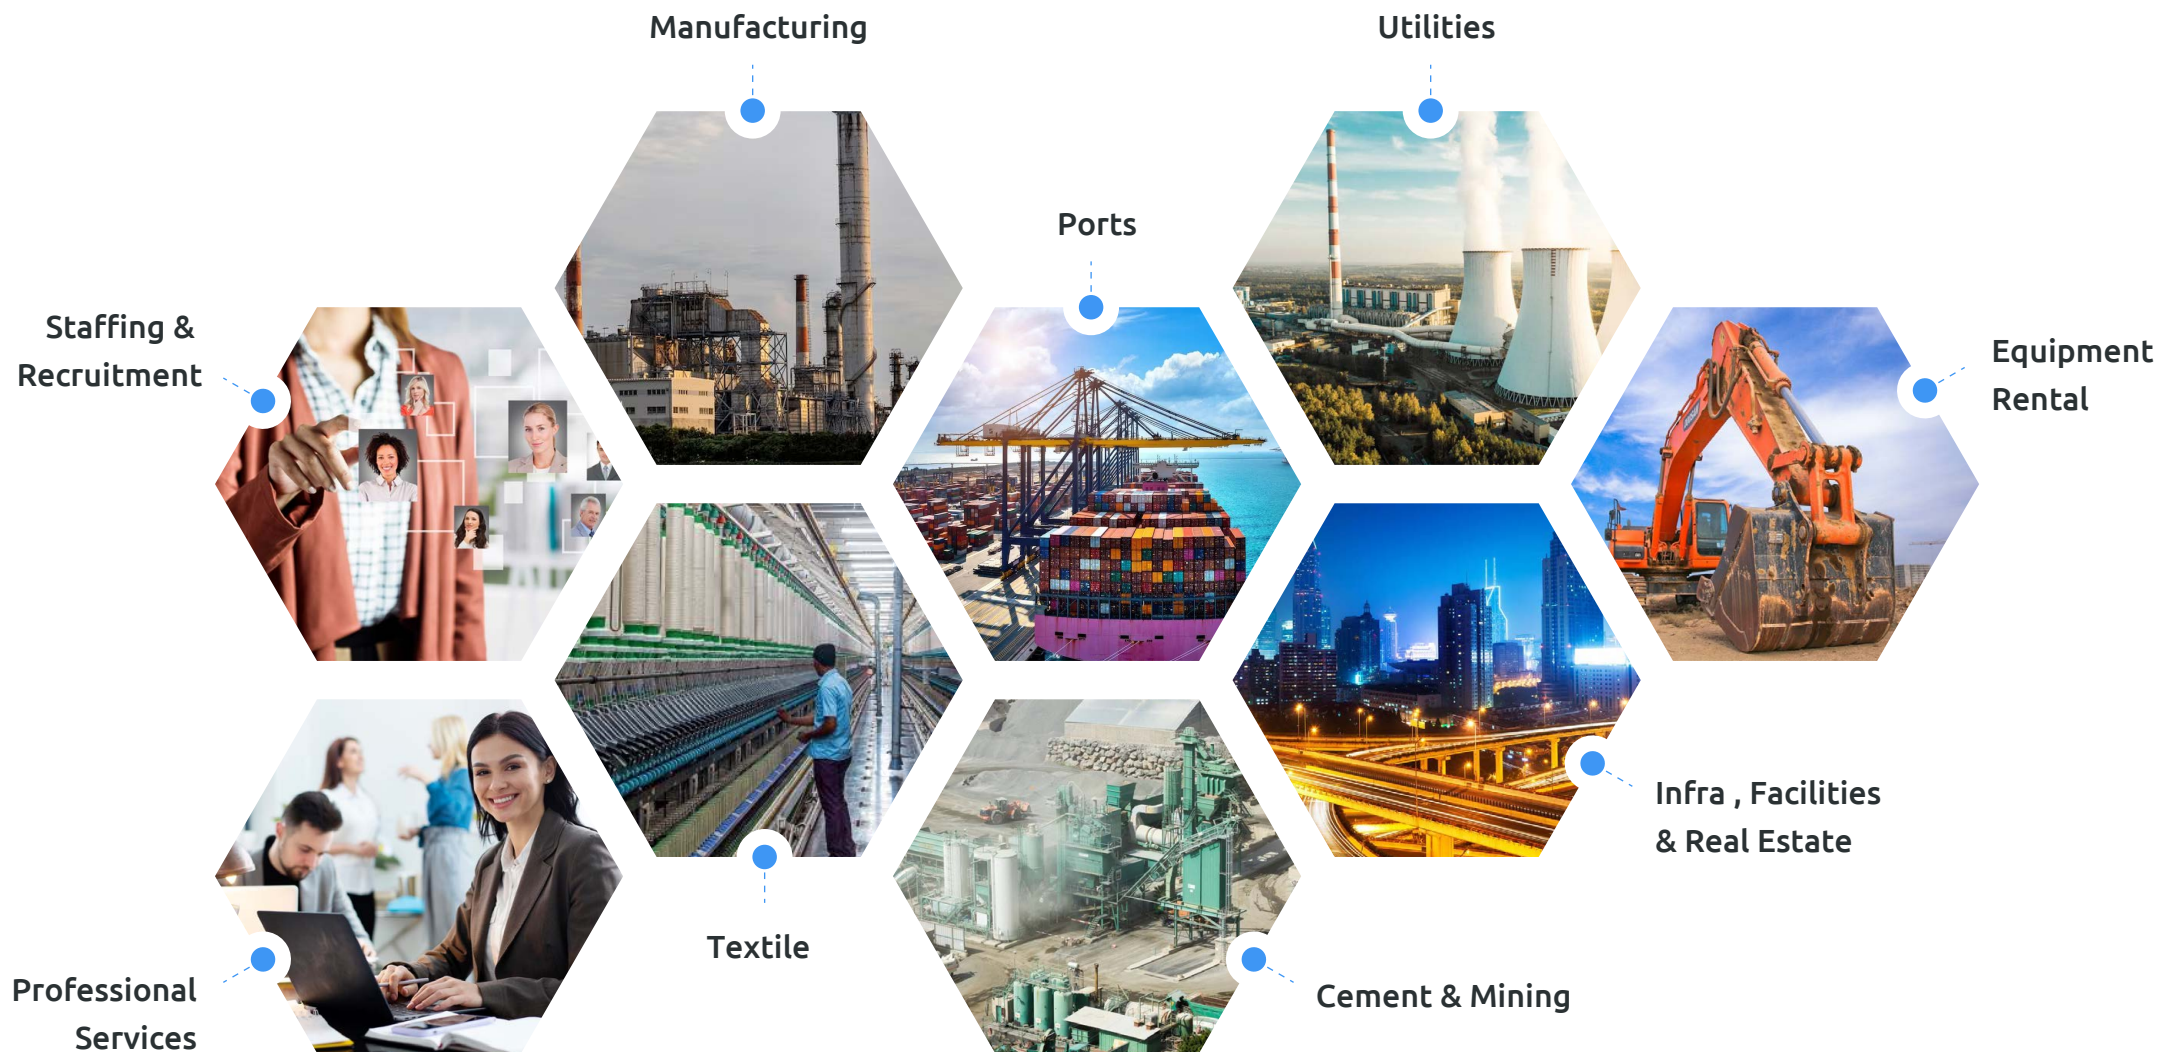 Manufacturing
Utilities
Ports
Staffing &
Recruitment
Equipment
Rental
Infra , Facilities
& Real Estate
Textile
Cement & Mining
Professional
Services